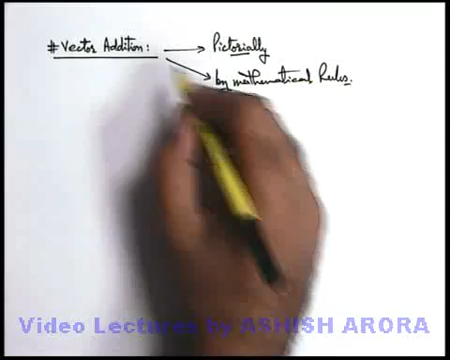 # Vector Addition: → Pictorially
→ by mathematical Rules.
Video Lectures by ASHISH ARORA